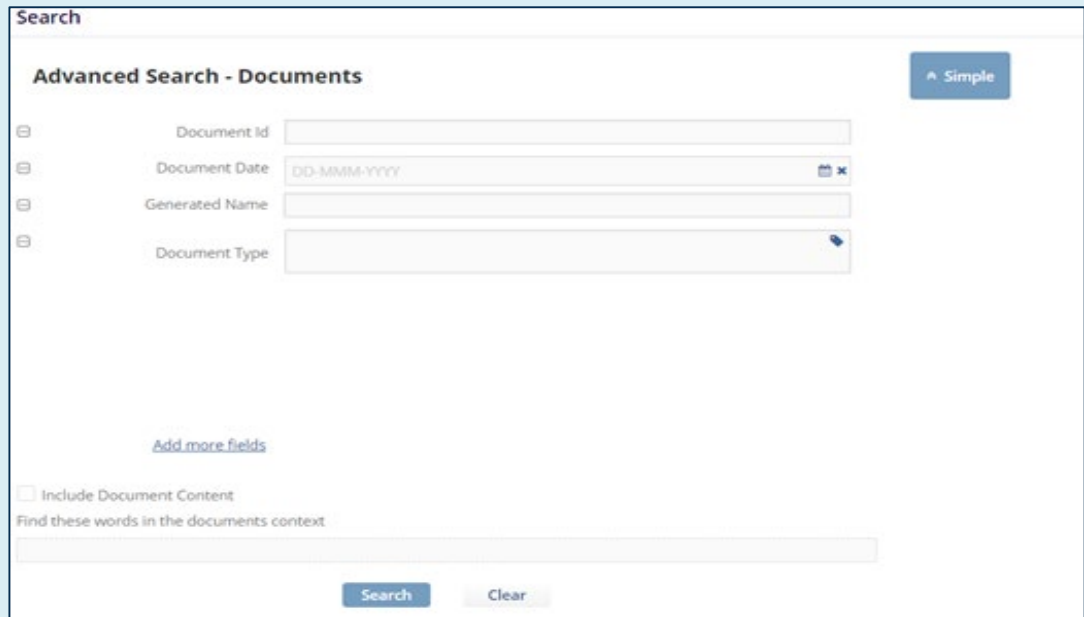 Search
Advanced Search - Documents
Simple
Document Id
Document Date DD-MMM-YYYY
Generated Name
Document Type
Add more fields
Include Document Content
Find these words in the documents context
Search Clear